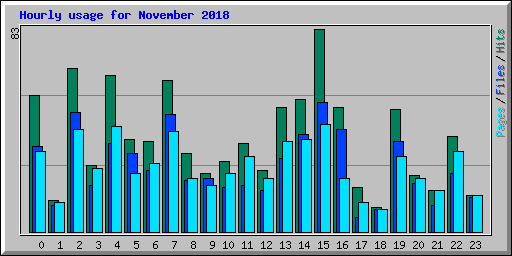 Hourly usage for November 2018
83
Pages/Files/Hits
0 1 2 3 4 5 6 7 8 9 10 11 12 13 14 15 16 17 18 19 20 21 22 23